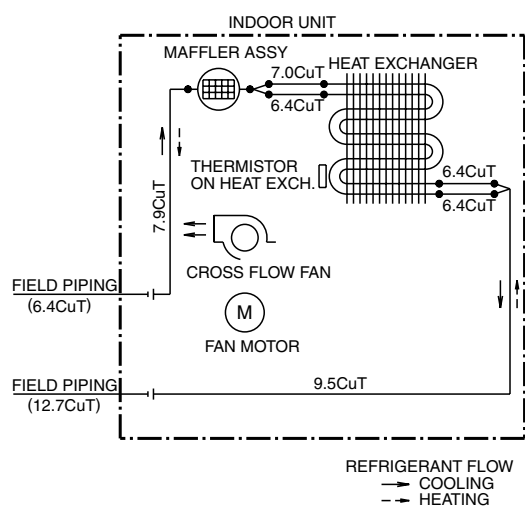 INDOOR UNIT
MAFFLER ASSY
HEAT EXCHANGER
7.0CuT
6.4CuT
THERMISTOR
ON HEAT EXCH.
6.4CuT
6.4CuT
7.9CuT
CROSS FLOW FAN
FIELD PIPING
(6.4CuT)
M
FAN MOTOR
FIELD PIPING
(12.7CuT)
9.5CuT
REFRIGERANT FLOW
COOLING
HEATING